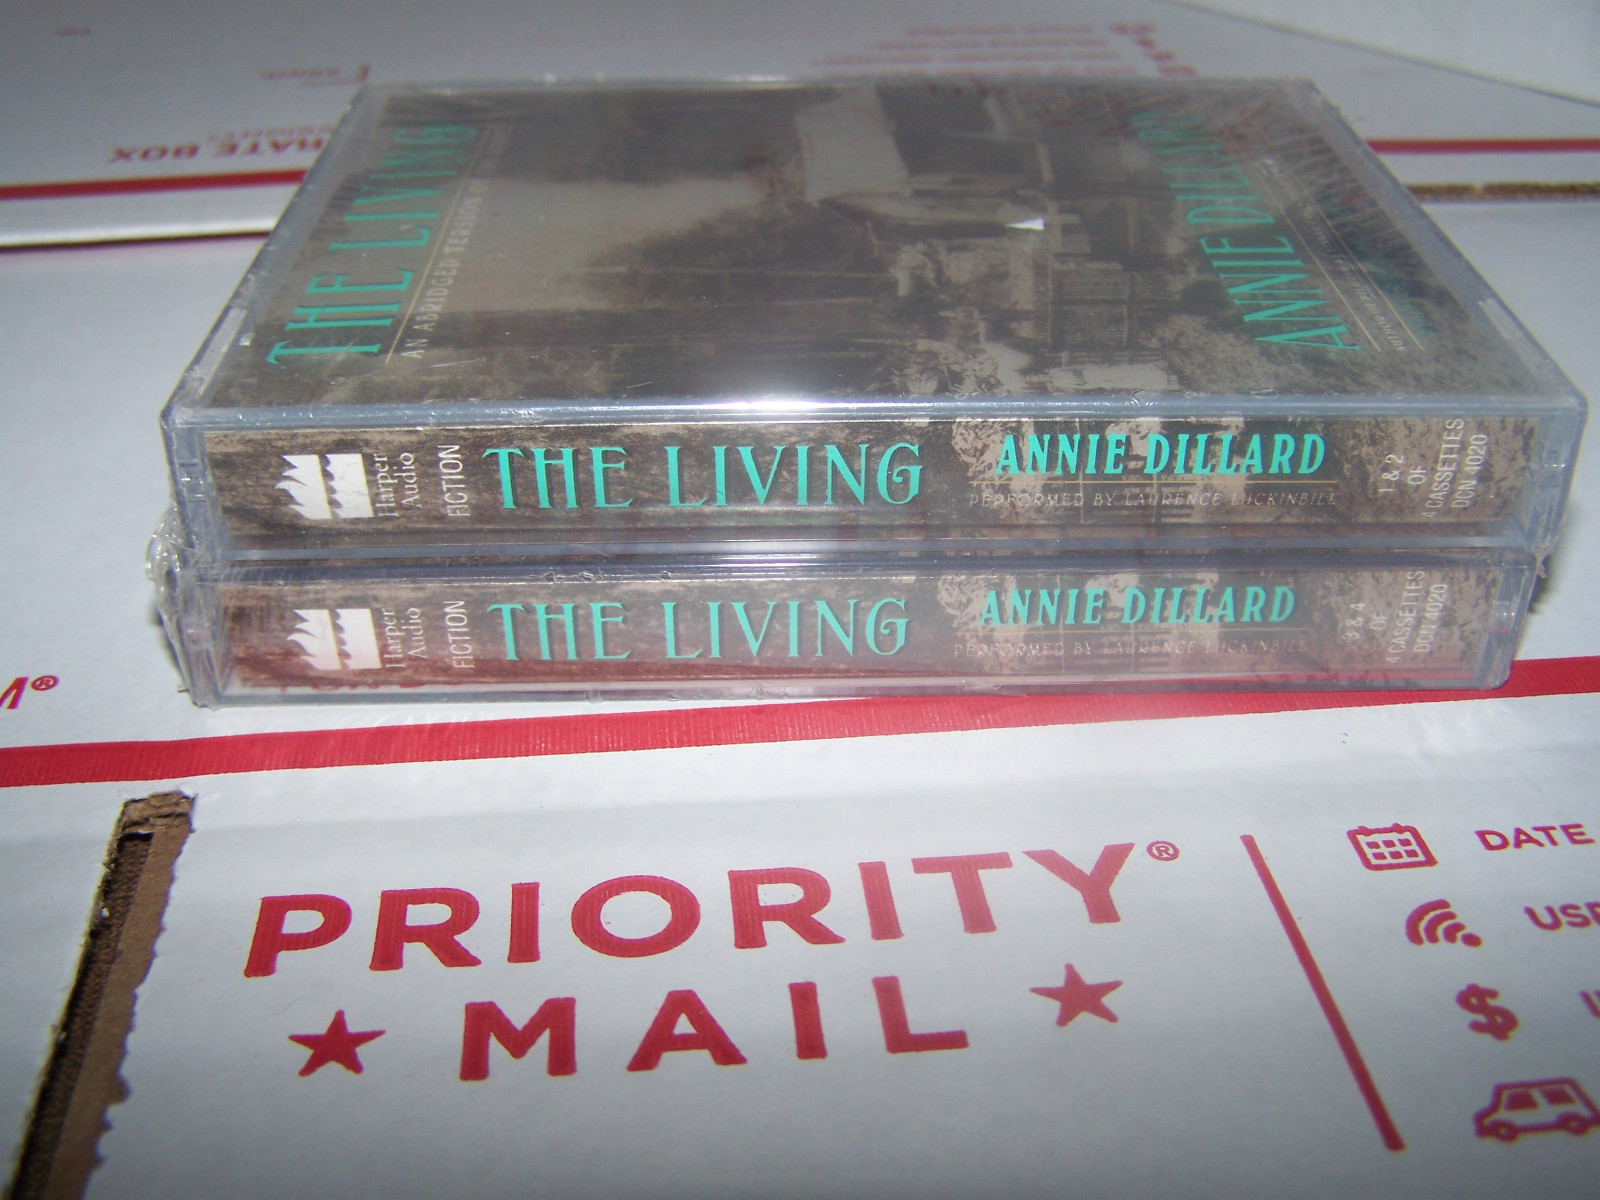 RATE BOX
THE LIVING
AN ABRIDGED VERSION
ANNIE DILLARD
Harper
Audio
FICTION
THE LIVING
ANNIE DILLARD
PERFORMED BY LAURENCE LUCKINBILL
1 & 2
OF
4 CASSETTES
DCN 4020
Harper
Audio
FICTION
THE LIVING
ANNIE DILLARD
PERFORMED BY LAURENCE LUCKINBILL
3 & 4
OF
4 CASSETTES
DCN 4020
M®
PRIORITY®
★ MAIL ★
DATE
$